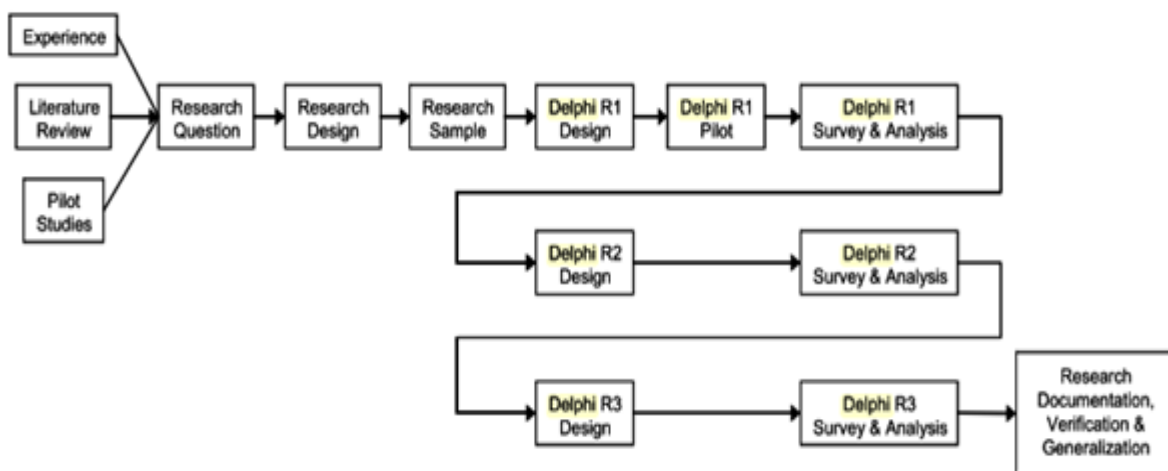 Experience
Literature
Review
Pilot
Studies
Research
Question
Research
Design
Research
Sample
Delphi R1
Design
Delphi R1
Pilot
Delphi R1
Survey & Analysis
Delphi R2
Design
Delphi R2
Survey & Analysis
Delphi R3
Design
Delphi R3
Survey & Analysis
Research
Documentation,
Verification &
Generalization